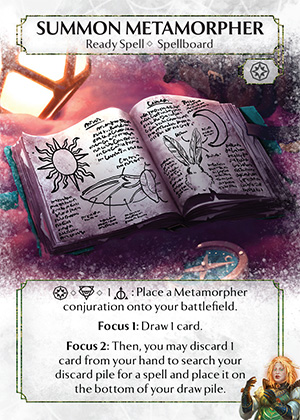 SUMMON METAMORPHER
Ready Spell ◇ Spellboard
◇ ◇ 1 : Place a Metamorpher
conjuration onto your battlefield.
Focus 1: Draw 1 card.
Focus 2: Then, you may discard 1
card from your hand to search your
discard pile for a spell and place it on
the bottom of your draw pile.